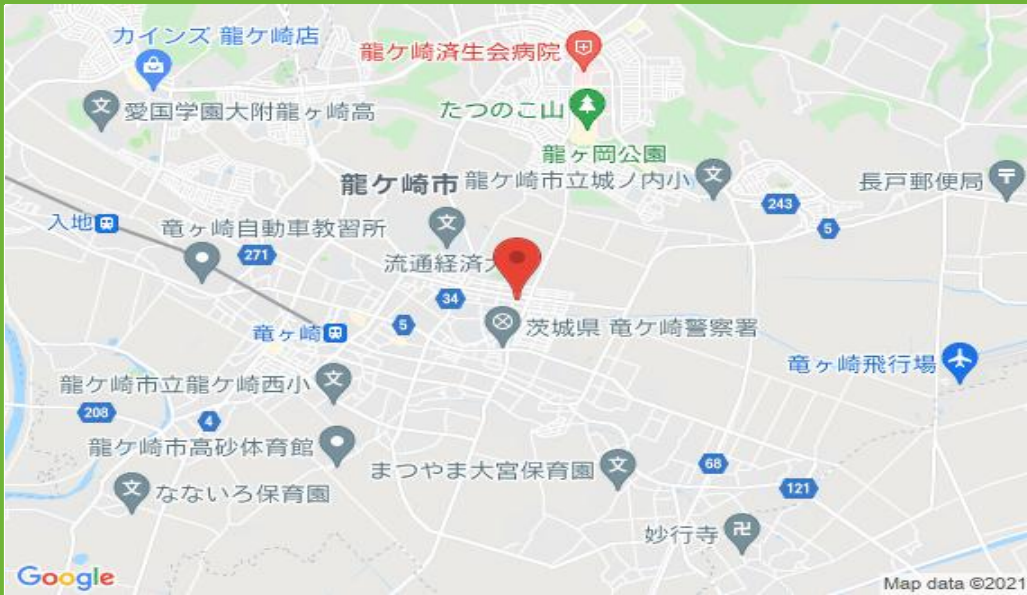 カインズ 龍ケ崎店
龍ケ崎済生会病院
愛国学園大附龍ヶ崎高
たつのこ山
龍ヶ岡公園
龍ケ崎市
龍ケ崎市立城ノ内小
長戸郵便局
243
入地
竜ヶ崎自動車教習所
5
271
流通経済大
34
5
茨城県 竜ケ崎警察署
竜ヶ崎
竜ヶ崎飛行場
龍ケ崎市立龍ケ崎西小
208
4
龍ケ崎市高砂体育館
まつやま大宮保育園
68
なないろ保育園
121
妙行寺
Google
Map data ©2021